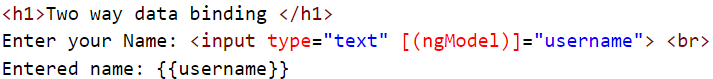 <h1>Two way data binding </h1>
Enter your Name: <input type="text" [(ngModel)]="username"> <br>
Entered name: {{username}}